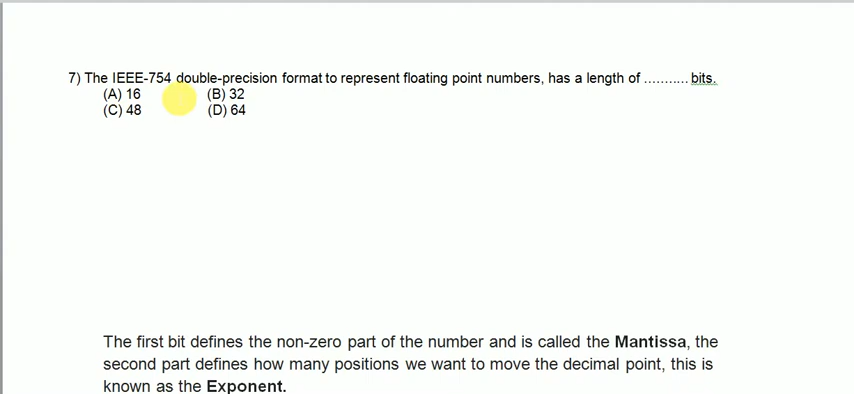 7) The IEEE-754 double-precision format to represent floating point numbers, has a length of ........... bits.
(A) 16 (B) 32
(C) 48 (D) 64
The first bit defines the non-zero part of the number and is called the Mantissa, the
second part defines how many positions we want to move the decimal point, this is
known as the Exponent.